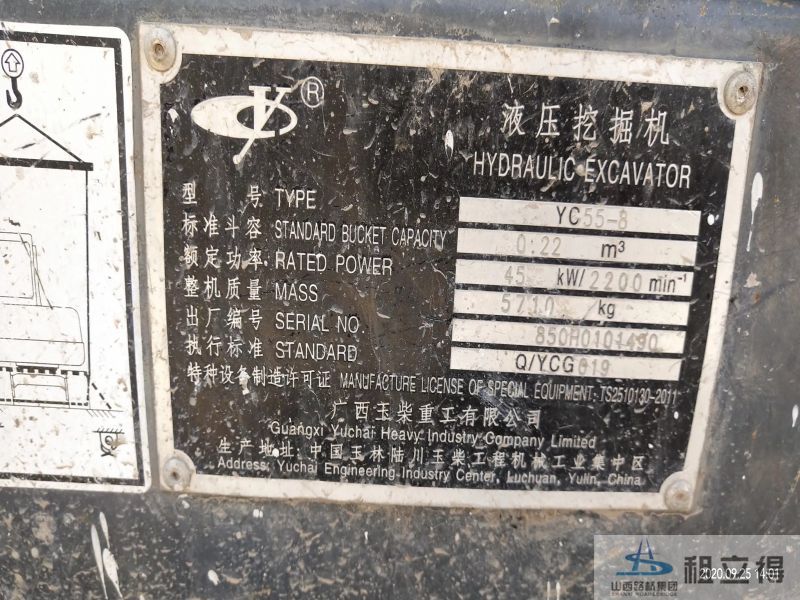 ®
液压挖掘机
HYDRAULIC EXCAVATOR
型号 TYPE YC55-8
标准斗容 STANDARD BUCKET CAPACITY 0.22 m³
额定功率 RATED POWER 45 kW/2200 min⁻¹
整机质量 MASS 5710 kg
出厂编号 SERIAL NO. 850H0101490
执行标准 STANDARD Q/YCG019
特种设备制造许可证 MANUFACTURE LICENSE OF SPECIAL EQUIPMENT:TS2510130-2011
广西玉柴重工有限公司
Guangxi Yuchai Heavy Industry Company Limited
生产地址:中国玉林陆川玉柴工程机械工业集中区
Address: Yuchai Engineering Industry Center, Luchuan, Yulin, China
山西路桥集团
租立得
2020.09.25 14:01